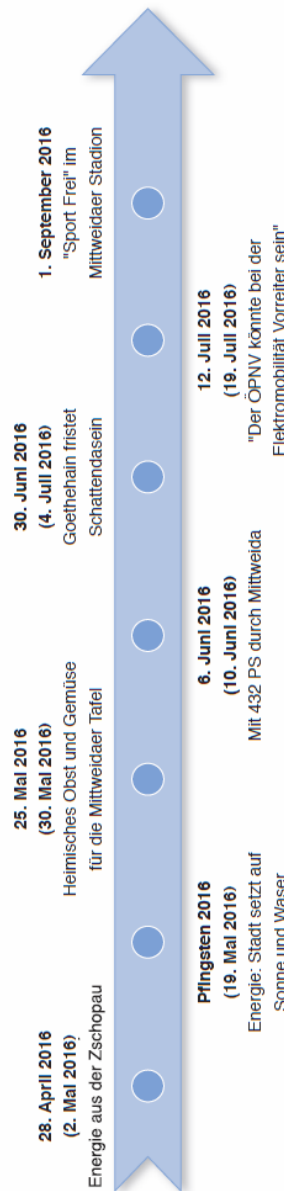 28. April 2016
(2. Mai 2016)
Energie aus der Zschopau
Pfingsten 2016
(19. Mai 2016)
Energie: Stadt setzt auf
Sonne und Waser
25. Mai 2016
(30. Mai 2016)
Heimisches Obst und Gemüse
für die Mittweidaer Tafel
6. Juni 2016
(10. Juni 2016)
Mit 432 PS durch Mittweida
30. Juni 2016
(4. Juli 2016)
Goethehain fristet
Schattendasein
12. Juli 2016
(19. Juli 2016)
"Der ÖPNV könnte bei der
Elektromobilität Vorreiter sein"
1. September 2016
"Sport Frei" im
Mittweidaer Stadion